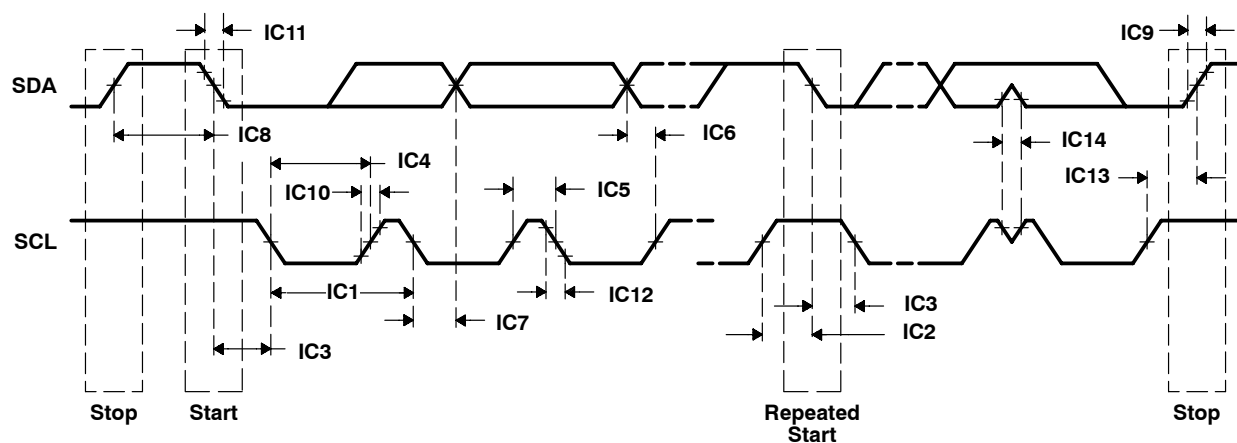 IC11
IC9
SDA
IC8
IC6
IC14
IC4
IC10
IC5
IC13
SCL
IC1
IC12
IC7
IC3
IC3
IC2
Stop
Start
Repeated
Start
Stop